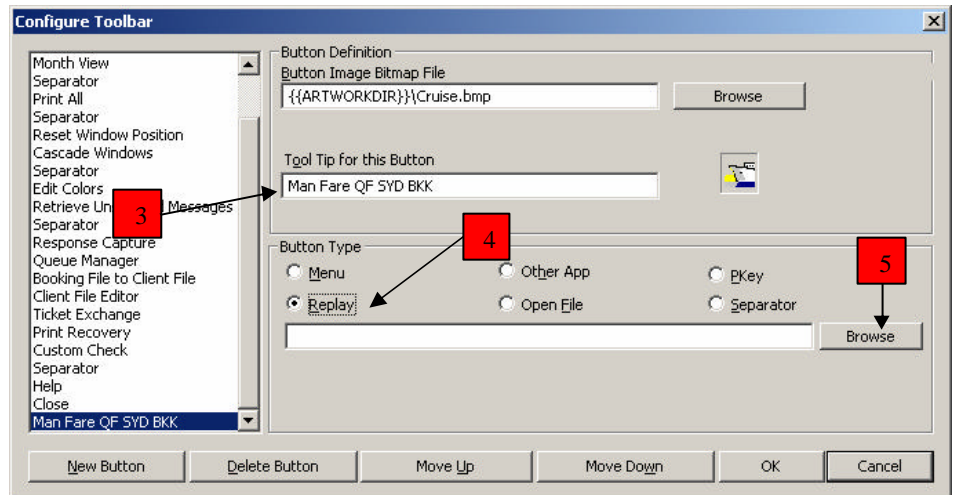 Configure Toolbar
Month View
Separator
Print All
Separator
Reset Window Position
Cascade Windows
Separator
Edit Colors
Retrieve Un Messages
Separator
Response Capture
Queue Manager
Booking File to Client File
Client File Editor
Ticket Exchange
Print Recovery
Custom Check
Separator
Help
Close
Man Fare QF SYD BKK
Button Definition
Button Image Bitmap File
{{ARTWORKDIR}}\Cruise.bmp
Browse
Tool Tip for this Button
Man Fare QF SYD BKK
3
4
5
Button Type
Menu
Other App
PKey
Replay
Open File
Separator
Browse
New Button
Delete Button
Move Up
Move Down
OK
Cancel